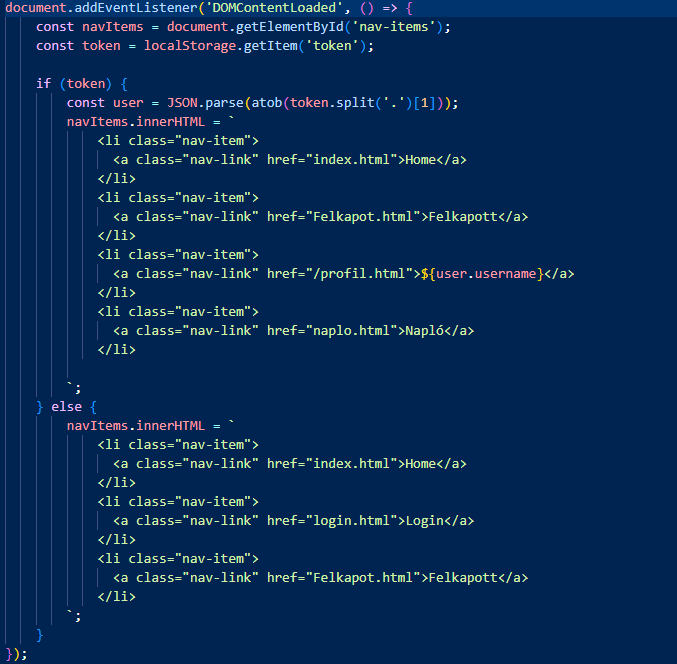 document.addEventListener('DOMContentLoaded', () => {
    const navItems = document.getElementById('nav-items');
    const token = localStorage.getItem('token');

    if (token) {
        const user = JSON.parse(atob(token.split('.')[1]));
        navItems.innerHTML = `
            <li class="nav-item">
              <a class="nav-link" href="index.html">Home</a>
            </li>
            <li class="nav-item">
              <a class="nav-link" href="Felkapot.html">Felkapott</a>
            </li>
            <li class="nav-item">
              <a class="nav-link" href="/profil.html">${user.username}</a>
            </li>
            <li class="nav-item">
              <a class="nav-link" href="naplo.html">Napló</a>
            </li>

        `;
    } else {
        navItems.innerHTML = `
            <li class="nav-item">
              <a class="nav-link" href="index.html">Home</a>
            </li>
            <li class="nav-item">
              <a class="nav-link" href="login.html">Login</a>
            </li>
            <li class="nav-item">
              <a class="nav-link" href="Felkapot.html">Felkapott</a>
            </li>
        `;
    }
});